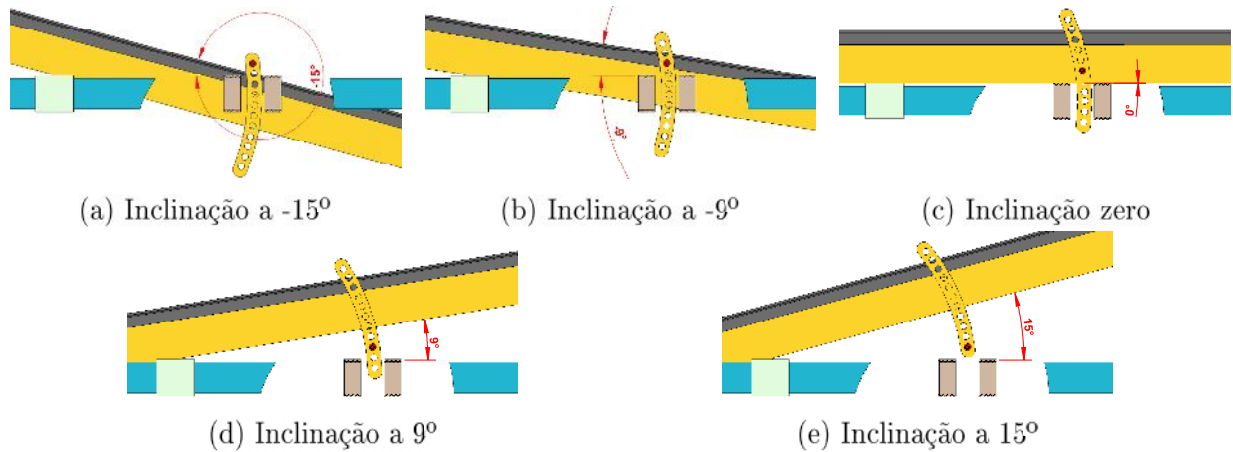 -15°
-9°
0°
(a) Inclinação a -15º
(b) Inclinação a -9º
(c) Inclinação zero
9°
15°
(d) Inclinação a 9º
(e) Inclinação a 15º